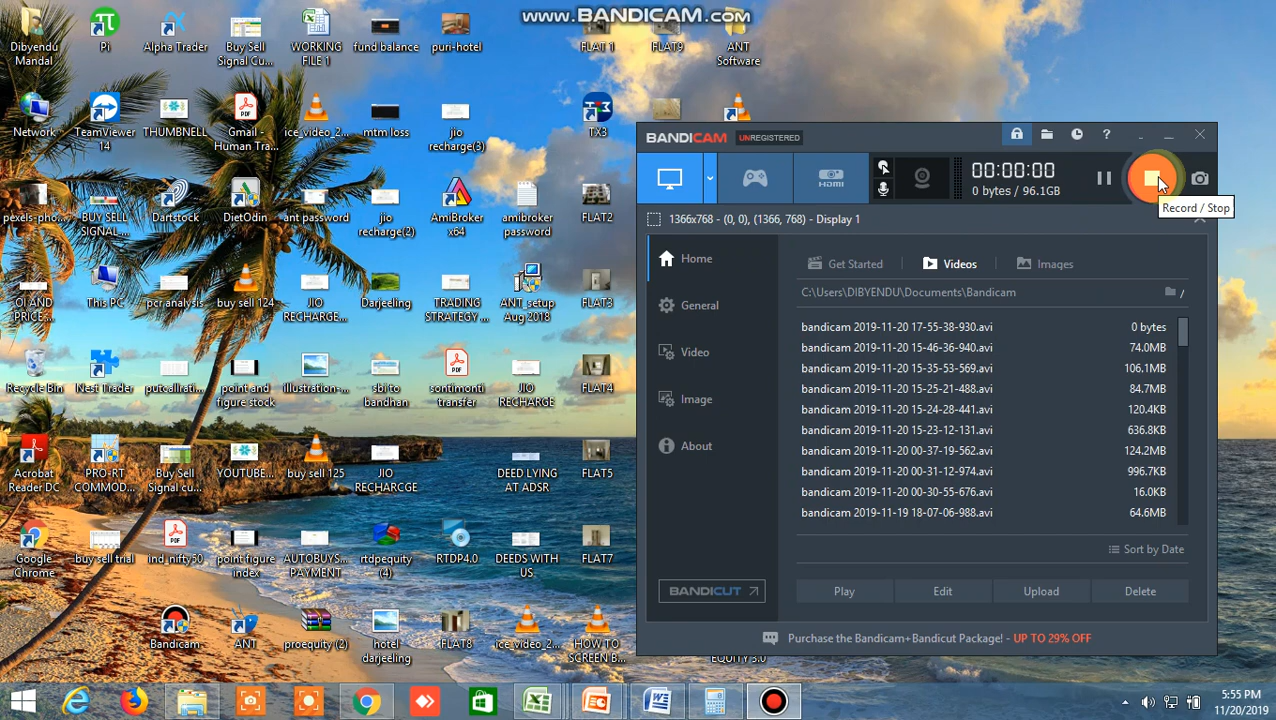 www.BANDICAM.com
Dibyendu
Mandal
Pi
Alpha Trader
Buy Sell
Signal Cu...
WORKING
FILE 1
fund balance
puri-hotel
FLAT 1
FLAT9
ANT
Software
Network
TeamViewer
14
THUMBNELL
Gmail -
Human Tra...
ice_video_2...
mtm loss
jio
recharge(3)
TX3
pexels-pho...
BUY SELL
SIGNAL...
Dartstock
DietOdin
ant password
jio
recharge(2)
AmiBroker
x64
amibroker
password
FLAT2
OI AND
PRICE...
This PC
pcr analysis
buy sell 124
JIO
RECHARGE...
Darjeeling
TRADING
STRATEGY ...
ANT_setup
Aug 2018
FLAT3
Recycle Bin
Nest Trader
putcallrati...
point and
figure stock
illustration-...
sbi to
bandhan
sontimonti
transfer
JIO
RECHARGE
FLAT4
Acrobat
Reader DC
PRO-RT
COMMOD...
Buy Sell
Signal cu...
YOUTUBE...
buy sell 125
JIO
RECHARCGE
DEED LYING
AT ADSR
FLAT5
Google
Chrome
buy sell trial
ind_nifty50
point figure
index
AUTOBUYS...
PAYMENT
rtdpequity
(4)
RTDP4.0
DEEDS WITH
US
FLAT7
Bandicam
ANT
proequity (2)
hotel
darjeeling
FLAT8
ice_video_2...
HOW TO
SCREEN B...
EQUITY 3.0
BANDICAM UNREGISTERED
HDMI
00:00:00
0 bytes / 96.1GB
Record / Stop
1366x768 - (0, 0), (1366, 768) - Display 1
Home
General
Video
Image
About
BANDICUT
Get Started
Videos
Images
C:\Users\DIBYENDU\Documents\Bandicam
/
bandicam 2019-11-20 17-55-38-930.avi 0 bytes
bandicam 2019-11-20 15-46-36-940.avi 74.0MB
bandicam 2019-11-20 15-35-53-569.avi 106.1MB
bandicam 2019-11-20 15-25-21-488.avi 84.7MB
bandicam 2019-11-20 15-24-28-441.avi 120.4KB
bandicam 2019-11-20 15-23-12-131.avi 636.8KB
bandicam 2019-11-20 00-37-19-562.avi 124.2MB
bandicam 2019-11-20 00-31-12-974.avi 996.7KB
bandicam 2019-11-20 00-30-55-676.avi 16.0KB
bandicam 2019-11-19 18-07-06-988.avi 64.6MB
Sort by Date
Play Edit Upload Delete
Purchase the Bandicam+Bandicut Package! - UP TO 29% OFF
5:55 PM
11/20/2019